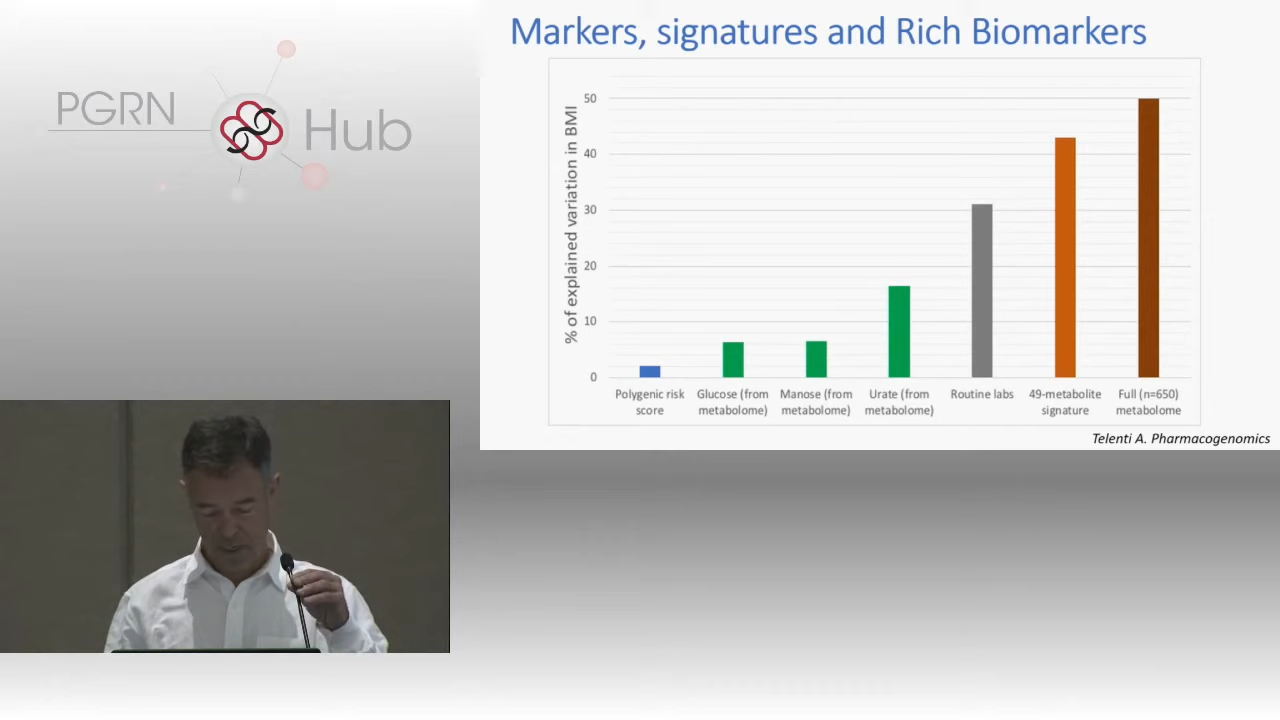 PGRN
Hub
Markers, signatures and Rich Biomarkers
% of explained variation in BMI
50
40
30
20
10
0
Polygenic risk score
Glucose (from metabolome)
Manose (from metabolome)
Urate (from metabolome)
Routine labs
49-metabolite signature
Full (n=650) metabolome
Telenti A. Pharmacogenomics